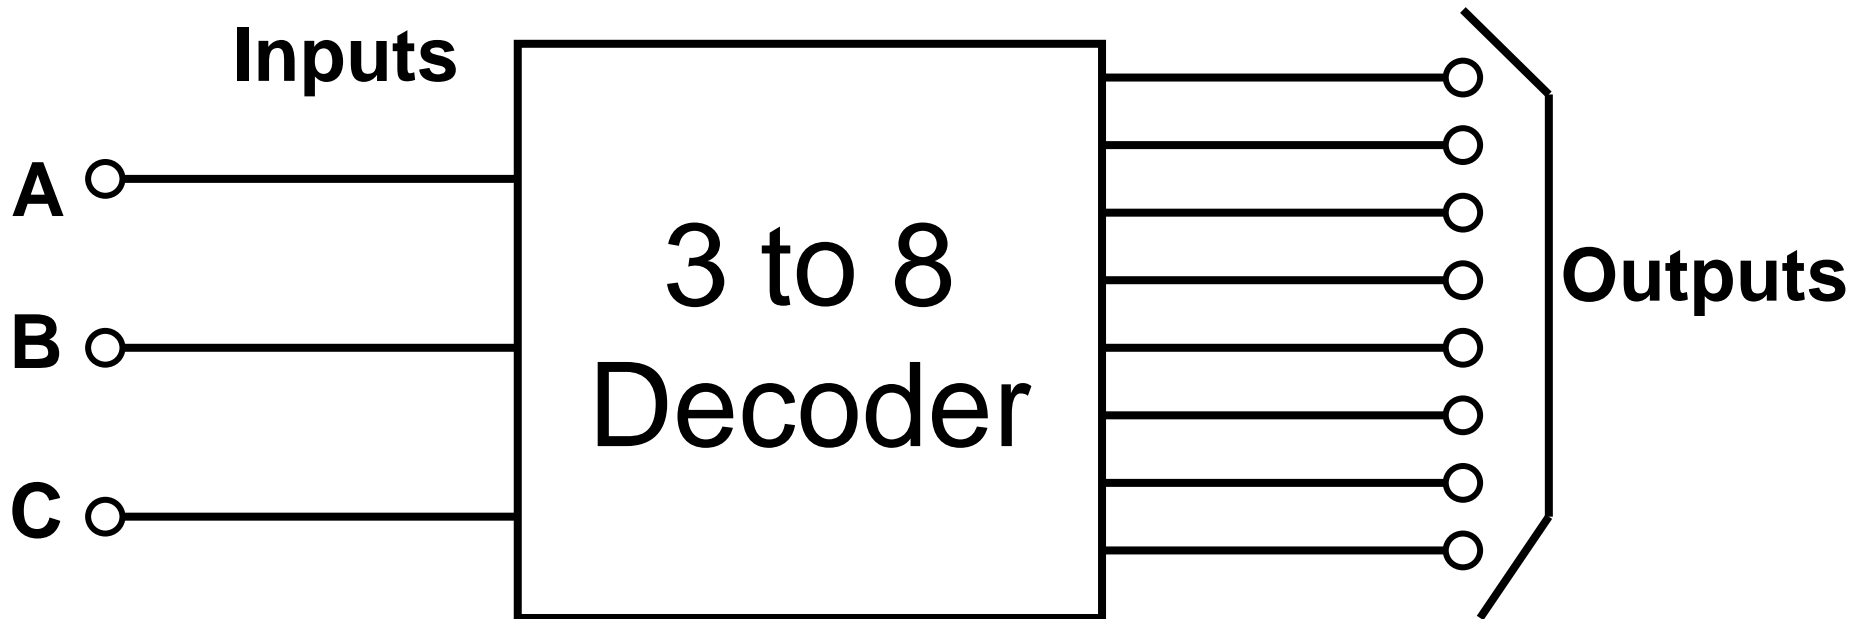 Inputs
A
B
C
3 to 8
Decoder
Outputs